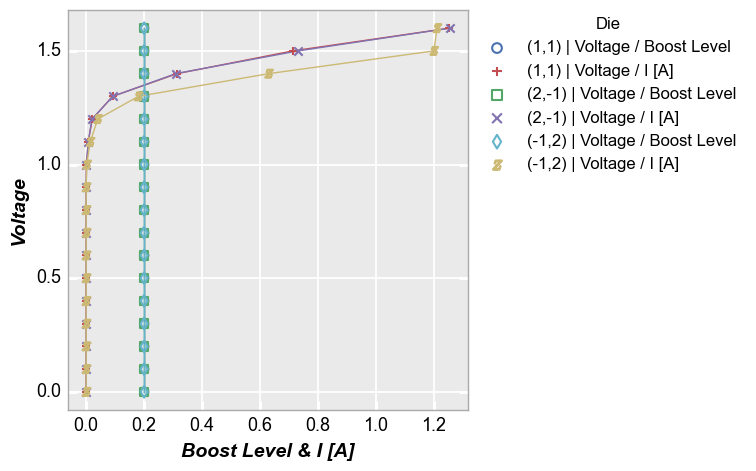 Die
(1,1) | Voltage / Boost Level
(1,1) | Voltage / I [A]
(2,-1) | Voltage / Boost Level
(2,-1) | Voltage / I [A]
(-1,2) | Voltage / Boost Level
(-1,2) | Voltage / I [A]
Voltage
1.5
1.0
0.5
0.0
0.0 0.2 0.4 0.6 0.8 1.0 1.2
Boost Level & I [A]